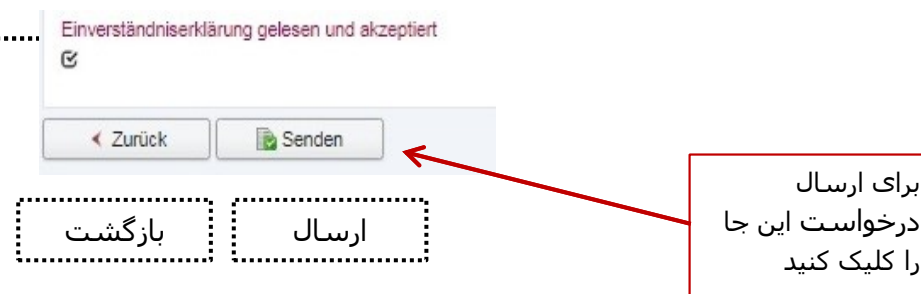 Einverständniserklärung gelesen und akzeptiert
Zurück
Senden
بازگشت
ارسال
برای ارسال
درخواست این جا
را کلیک کنید